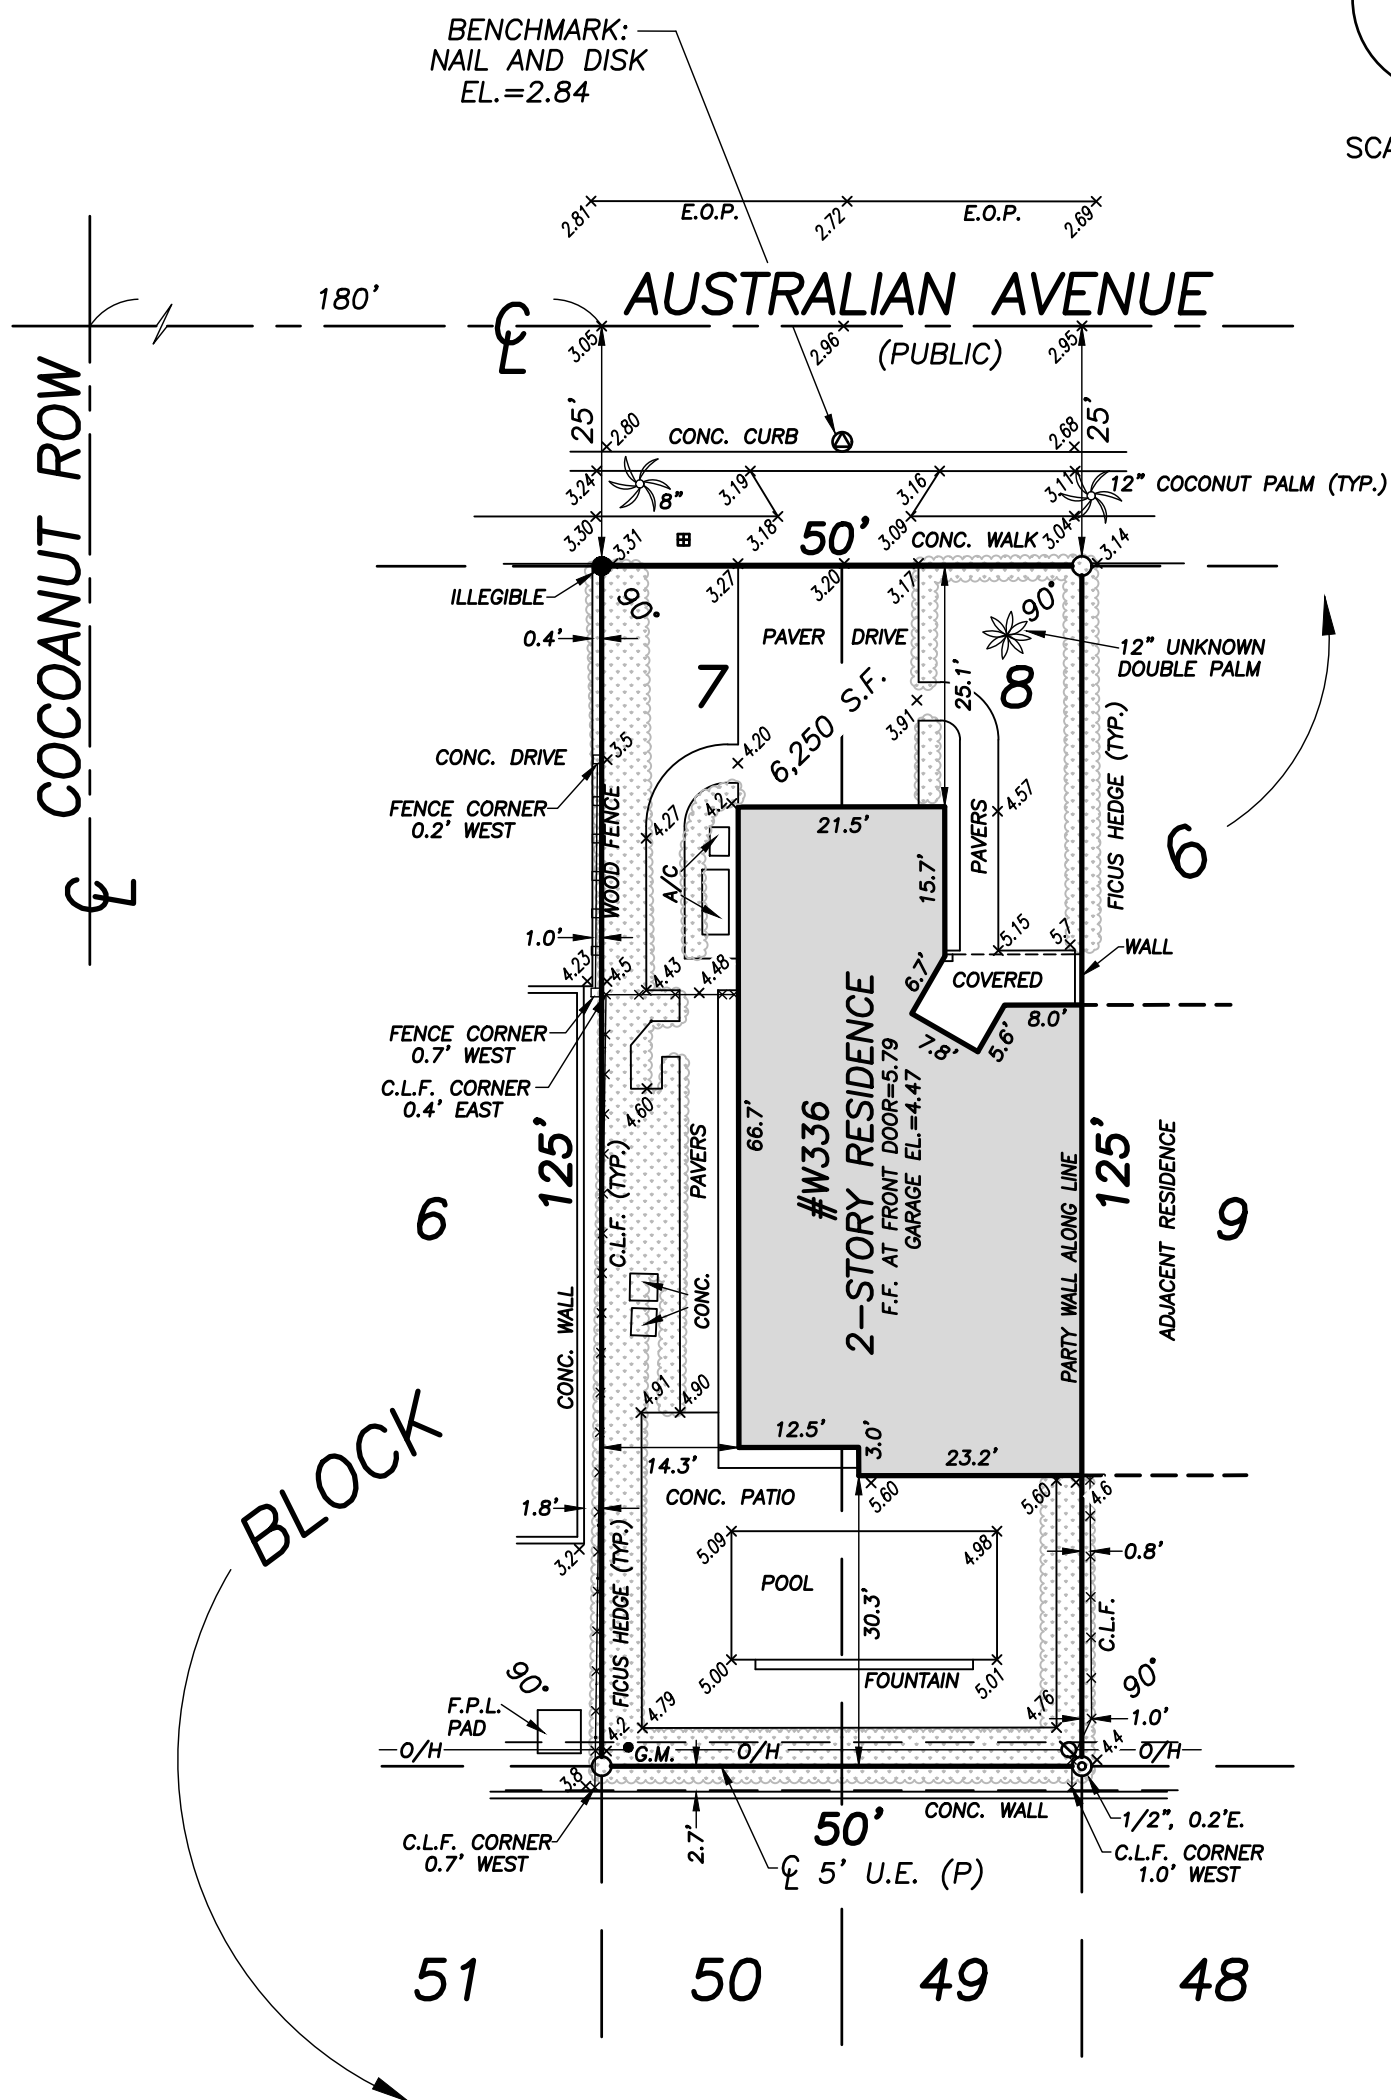 BENCHMARK:
NAIL AND DISK
EL.=2.84
SCA
2.81
E.O.P.
2.72
E.O.P.
2.69
180'
AUSTRALIAN AVENUE
(PUBLIC)
3.05
2.96
2.95
COCOANUT ROW
25'
25'
2.80
CONC. CURB
2.68
3.24
8"
3.19
3.16
3.11
12" COCONUT PALM (TYP.)
3.30
3.31
3.18
50'
3.09
CONC. WALK
3.04
3.14
ILLEGIBLE
90°
3.27
3.20
3.17
90°
0.4'
PAVER DRIVE
12" UNKNOWN
DOUBLE PALM
7
6,250 S.F.
25.1'
8
3.91
FICUS HEDGE (TYP.)
CONC. DRIVE
3.5
4.20
FENCE CORNER
0.2' WEST
WOOD FENCE
4.27
4.2
21.5'
4.57
PAVERS
A/C
15.7'
6
1.0'
4.23
4.5
4.43
4.48
5.15
5.7
WALL
6.7'
COVERED
8.0'
7.8'
5.6'
FENCE CORNER
0.7' WEST
C.L.F. CORNER
0.4' EAST
4.60
125'
C.L.F. (TYP.)
PAVERS
66.7'
#W336
2-STORY RESIDENCE
F.F. AT FRONT DOOR=5.79
GARAGE EL.=4.47
PARTY WALL ALONG LINE
125'
ADJACENT RESIDENCE
6
9
CONC. WALL
CONC.
4.91
4.90
12.5'
3.0'
23.2'
14.3'
BLOCK
1.8'
CONC. PATIO
5.60
5.60
4.6
3.2
FICUS HEDGE (TYP.)
5.09
4.98
0.8'
POOL
30.3'
C.L.F.
5.00
FOUNTAIN
5.01
90°
90°
F.P.L.
PAD
4.79
4.76
1.0'
O/H
4.2
G.M.
O/H
4.4
O/H
3.8
C.L.F. CORNER
0.7' WEST
2.7'
50'
CONC. WALL
1/2", 0.2'E.
C.L.F. CORNER
1.0' WEST
℄ 5' U.E. (P)
51
50
49
48